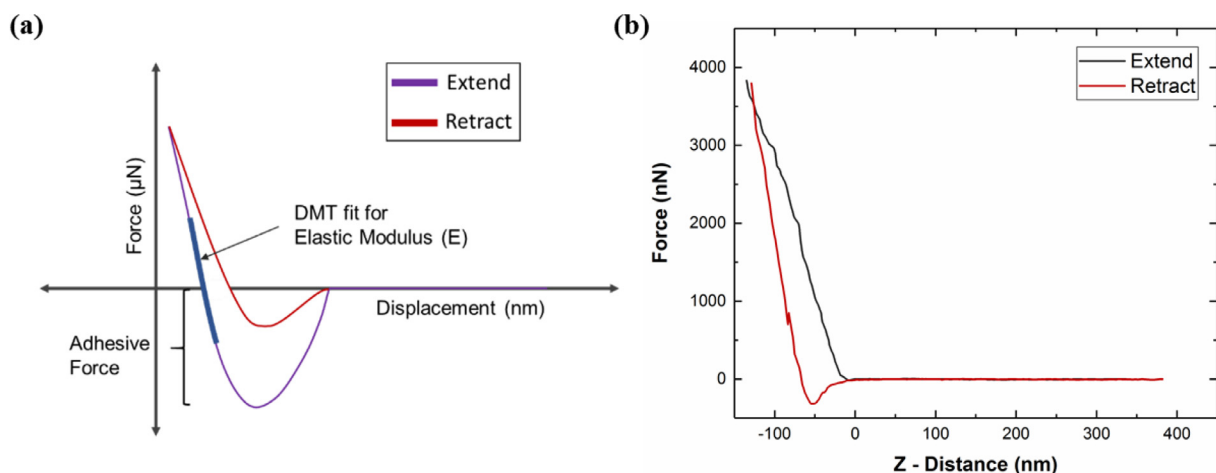 (a)
Extend
Retract
Force (μN)
DMT fit for
Elastic Modulus (E)
Displacement (nm)
Adhesive
Force
(b)
Extend
Retract
4000
3000
2000
1000
0
Force (nN)
-100
0
100
200
300
400
Z - Distance (nm)